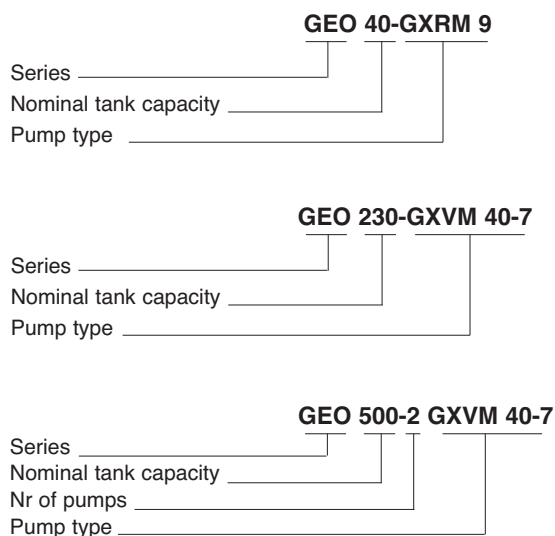 GEO 40-GXRM 9
Series
Nominal tank capacity
Pump type
GEO 230-GXVM 40-7
Series
Nominal tank capacity
Pump type
GEO 500-2 GXVM 40-7
Series
Nominal tank capacity
Nr of pumps
Pump type